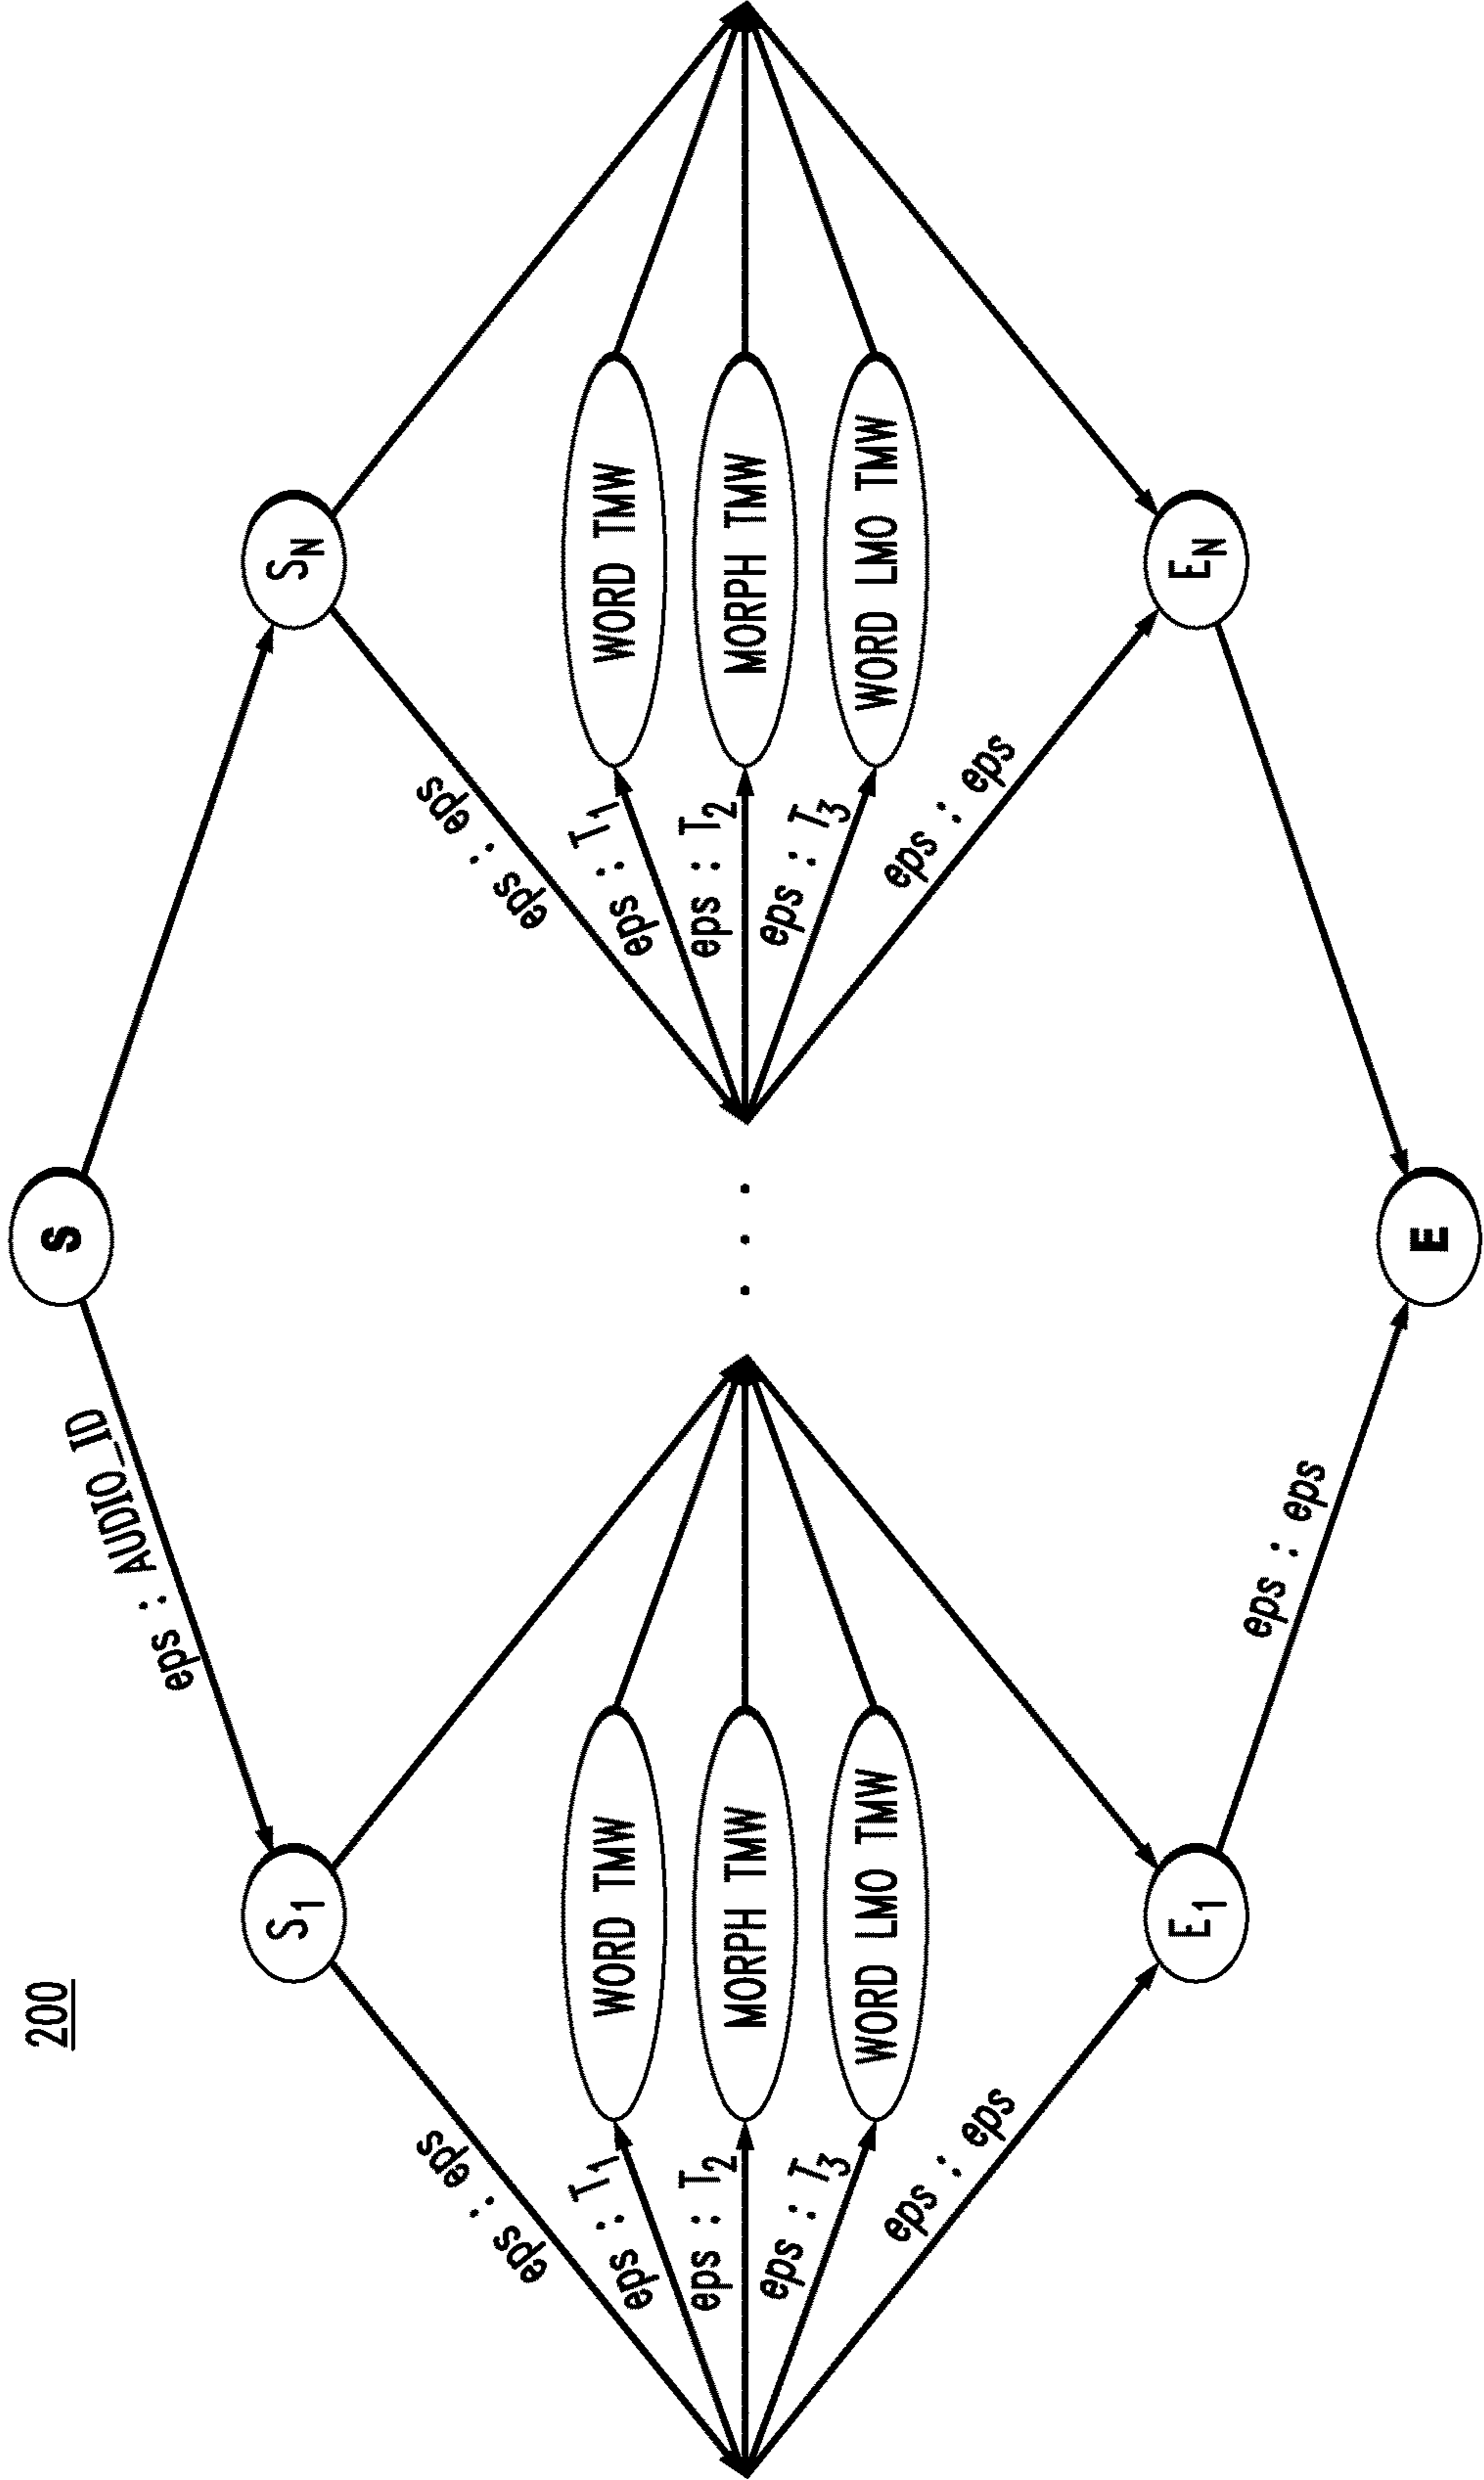 200
S
eps : AUDIO_ID
S1
SN
eps : eps
eps : T1
WORD TMW
eps : T2
MORPH TMW
eps : T3
WORD LMO TMW
eps : eps
eps : eps
eps : T1
WORD TMW
eps : T2
MORPH TMW
eps : T3
WORD LMO TMW
eps : eps
E1
EN
eps : eps
E